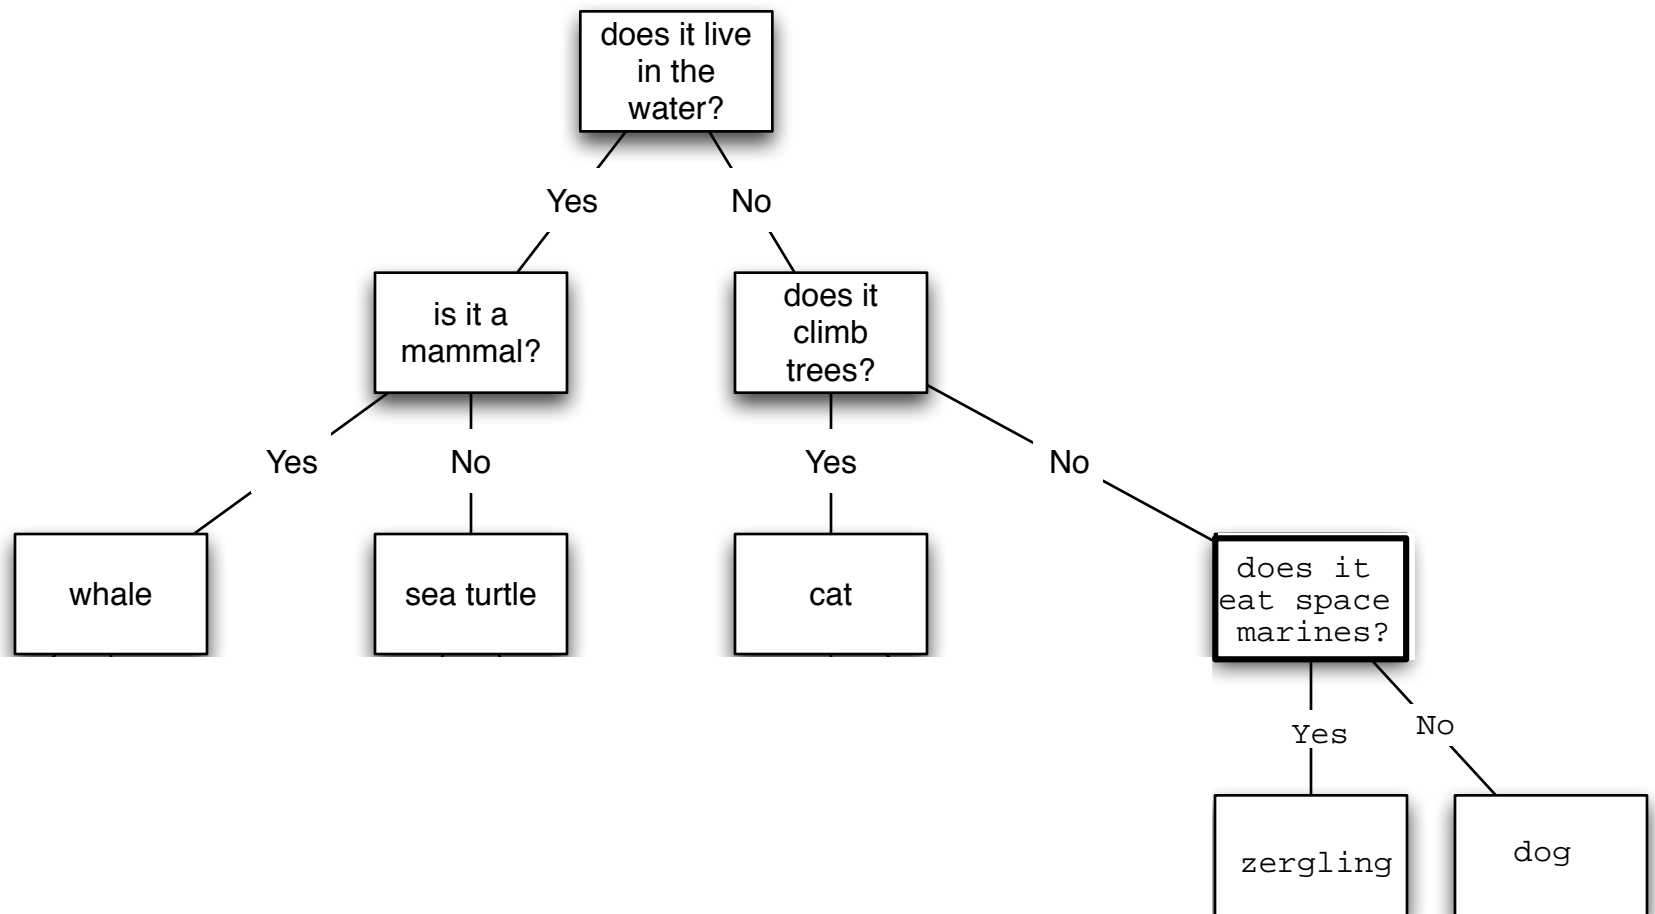 does it live
in the
water?
Yes
No
is it a
mammal?
does it
climb
trees?
Yes
No
Yes
No
whale
sea turtle
cat
does it
eat space
marines?
Yes
No
zergling
dog